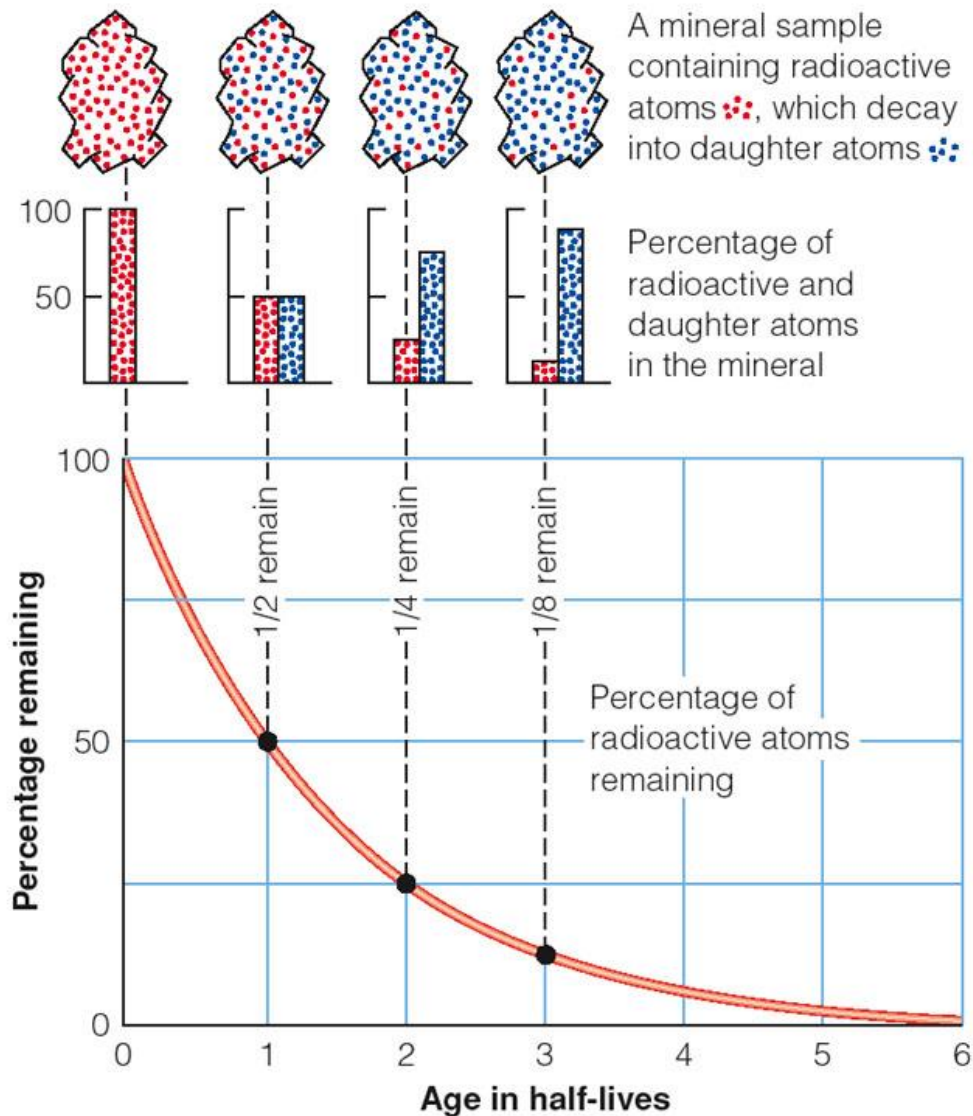 A mineral sample
containing radioactive
atoms , which decay
into daughter atoms
100
50
Percentage of
radioactive and
daughter atoms
in the mineral
100
50
0
Percentage remaining
1/2 remain
1/4 remain
1/8 remain
Percentage of
radioactive atoms
remaining
0 1 2 3 4 5 6
Age in half-lives